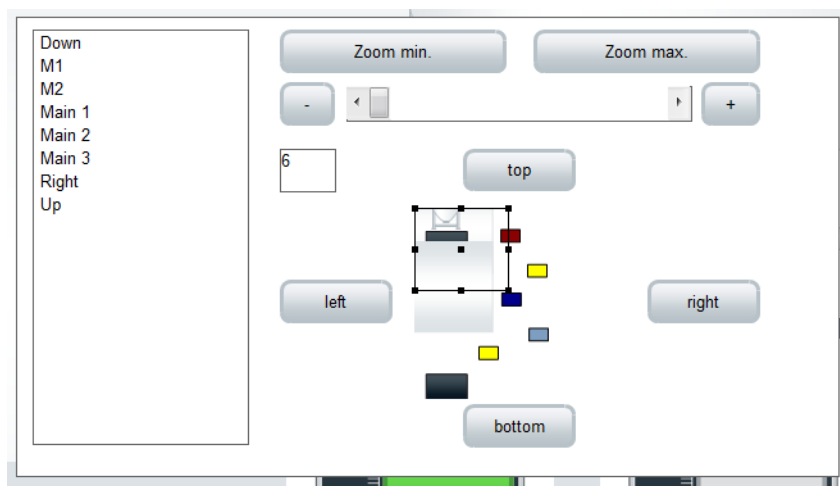 Down
M1
M2
Main 1
Main 2
Main 3
Right
Up
Zoom min.
Zoom max.
-
+
6
top
left
right
bottom